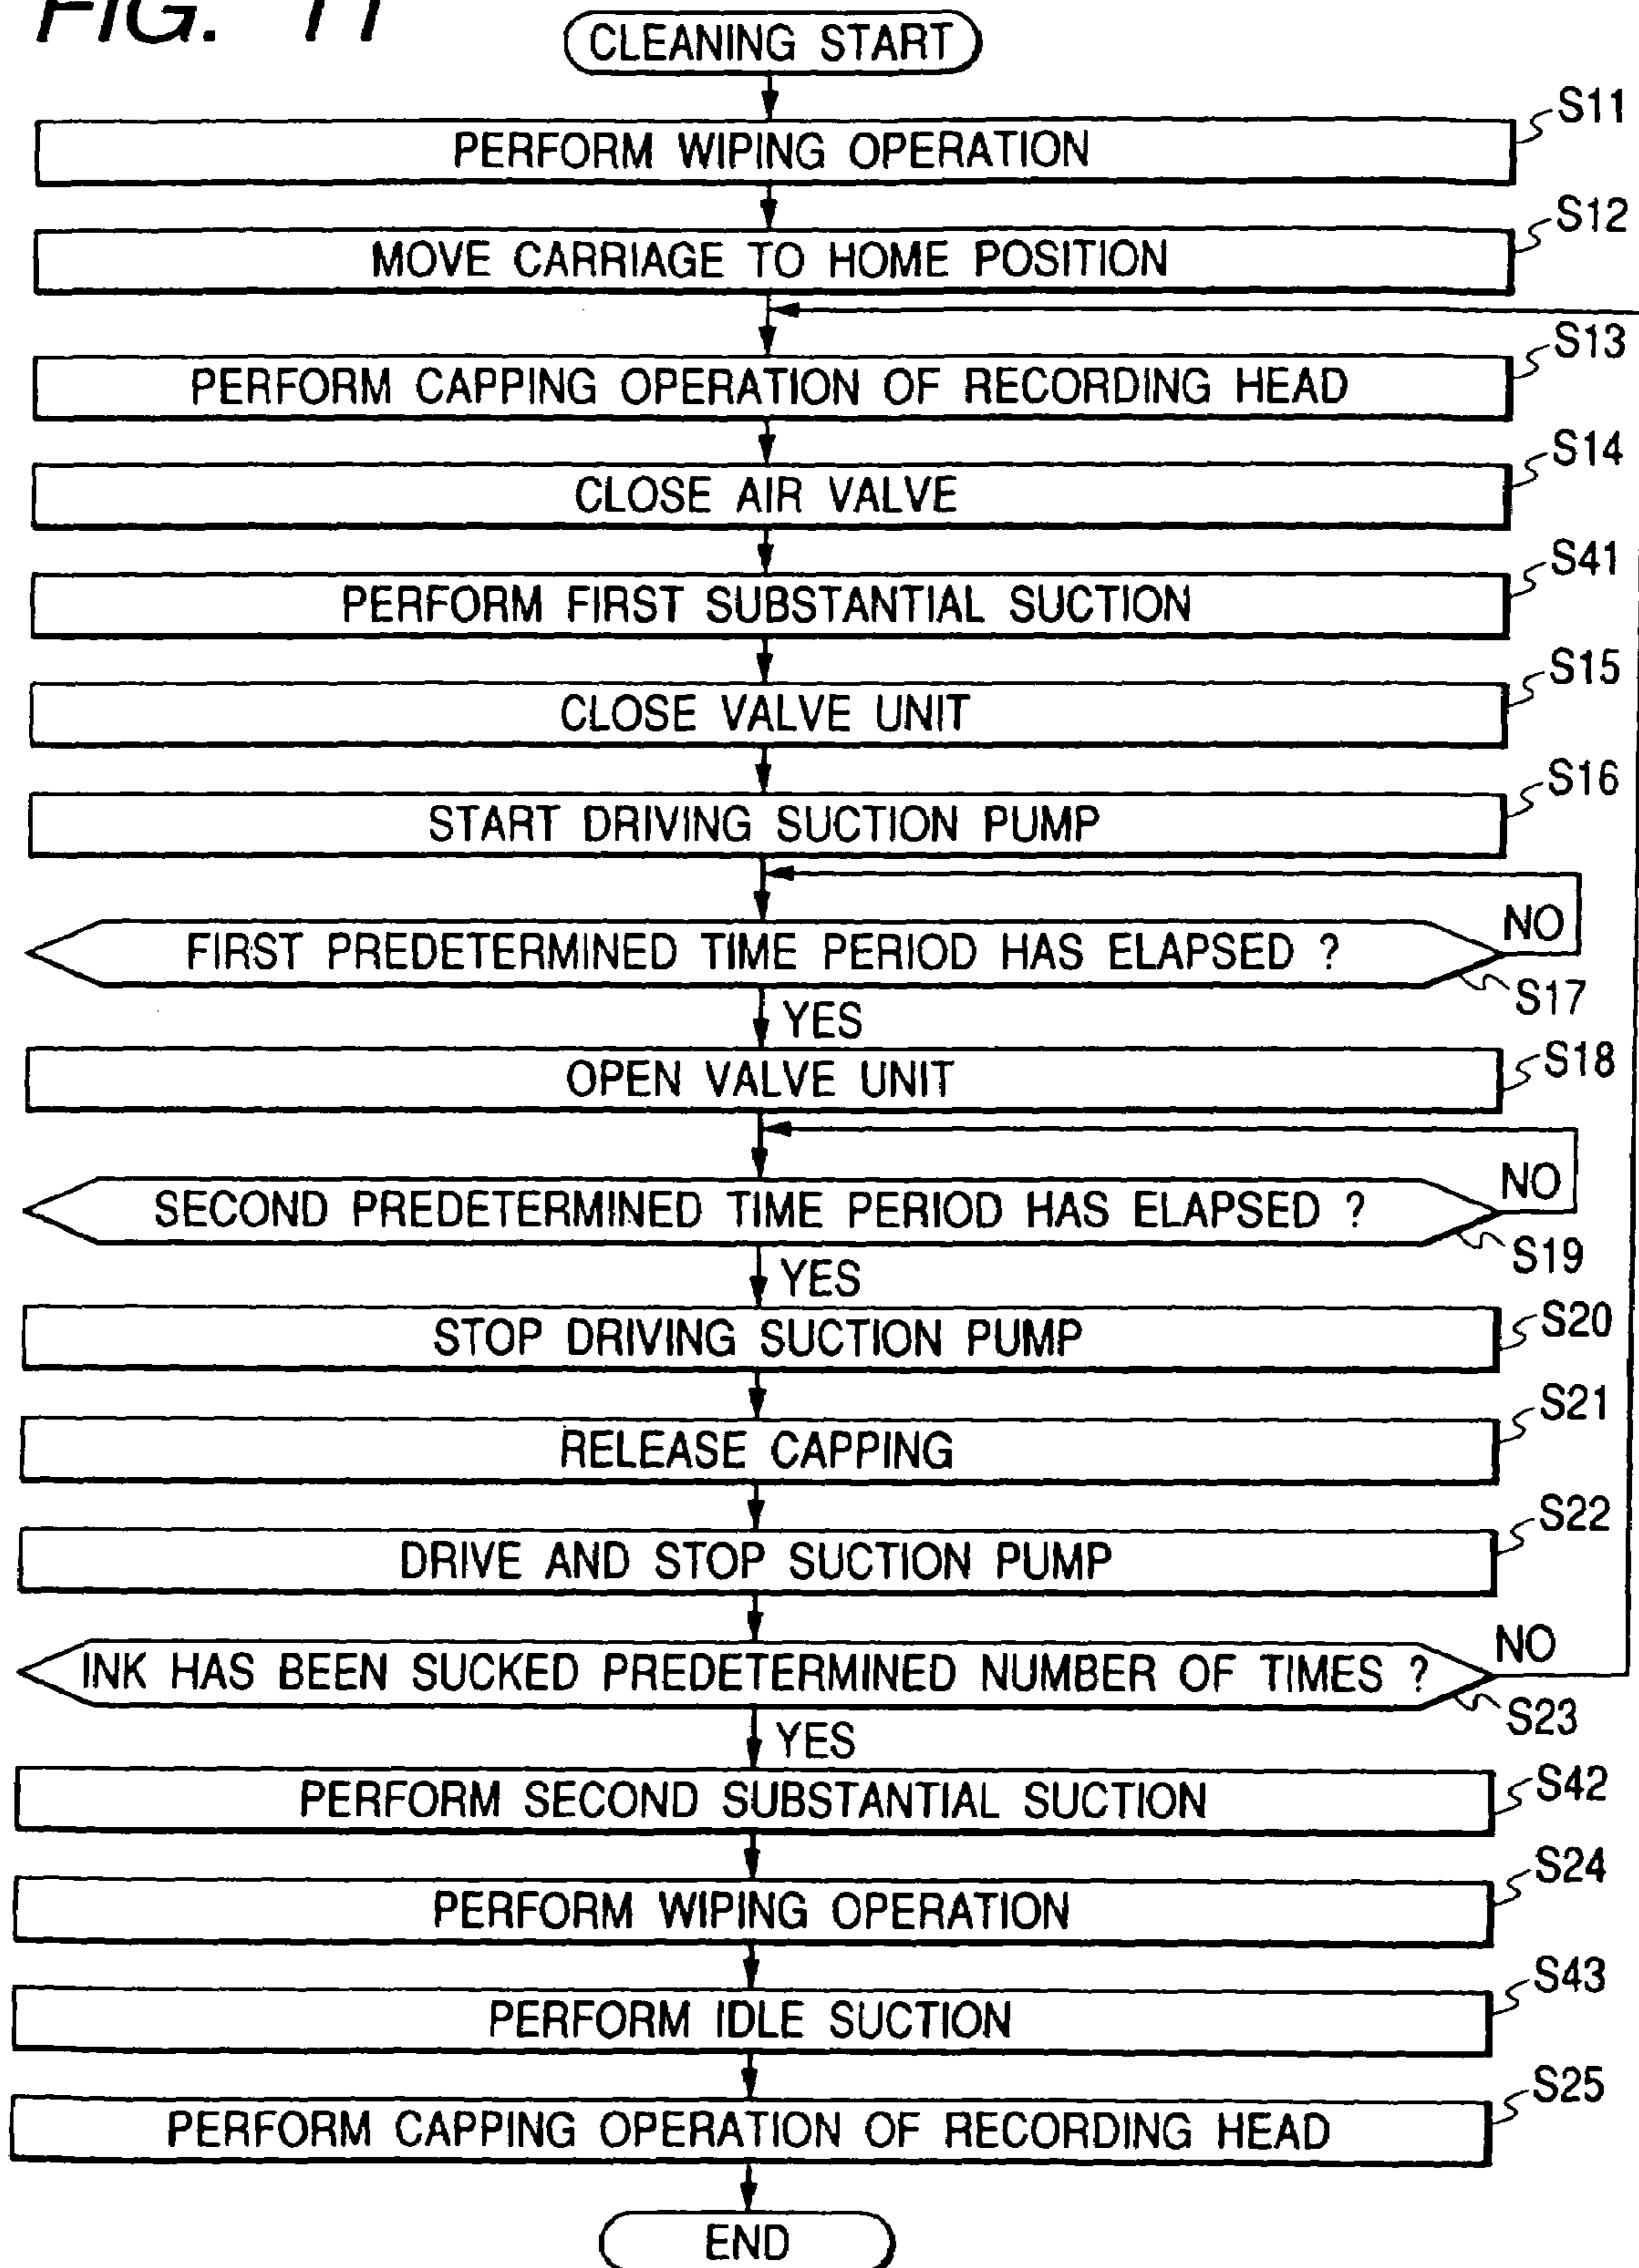 FIG. 11
CLEANING START
S11
PERFORM WIPING OPERATION
S12
MOVE CARRIAGE TO HOME POSITION
S13
PERFORM CAPPING OPERATION OF RECORDING HEAD
S14
CLOSE AIR VALVE
S41
PERFORM FIRST SUBSTANTIAL SUCTION
S15
CLOSE VALVE UNIT
S16
START DRIVING SUCTION PUMP
NO
FIRST PREDETERMINED TIME PERIOD HAS ELAPSED ?
S17
YES
S18
OPEN VALVE UNIT
NO
SECOND PREDETERMINED TIME PERIOD HAS ELAPSED ?
S19
YES
S20
STOP DRIVING SUCTION PUMP
S21
RELEASE CAPPING
S22
DRIVE AND STOP SUCTION PUMP
NO
INK HAS BEEN SUCKED PREDETERMINED NUMBER OF TIMES ?
S23
YES
S42
PERFORM SECOND SUBSTANTIAL SUCTION
S24
PERFORM WIPING OPERATION
S43
PERFORM IDLE SUCTION
S25
PERFORM CAPPING OPERATION OF RECORDING HEAD
END